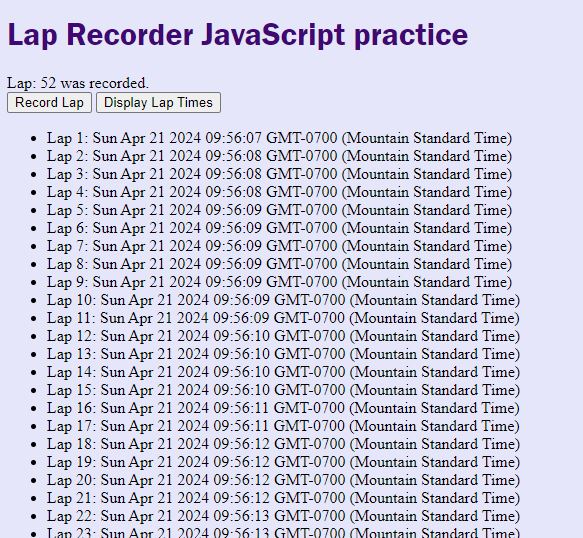 Lap Recorder JavaScript practice
Lap: 52 was recorded.
Record Lap Display Lap Times
Lap 1: Sun Apr 21 2024 09:56:07 GMT-0700 (Mountain Standard Time)
Lap 2: Sun Apr 21 2024 09:56:08 GMT-0700 (Mountain Standard Time)
Lap 3: Sun Apr 21 2024 09:56:08 GMT-0700 (Mountain Standard Time)
Lap 4: Sun Apr 21 2024 09:56:08 GMT-0700 (Mountain Standard Time)
Lap 5: Sun Apr 21 2024 09:56:09 GMT-0700 (Mountain Standard Time)
Lap 6: Sun Apr 21 2024 09:56:09 GMT-0700 (Mountain Standard Time)
Lap 7: Sun Apr 21 2024 09:56:09 GMT-0700 (Mountain Standard Time)
Lap 8: Sun Apr 21 2024 09:56:09 GMT-0700 (Mountain Standard Time)
Lap 9: Sun Apr 21 2024 09:56:09 GMT-0700 (Mountain Standard Time)
Lap 10: Sun Apr 21 2024 09:56:09 GMT-0700 (Mountain Standard Time)
Lap 11: Sun Apr 21 2024 09:56:09 GMT-0700 (Mountain Standard Time)
Lap 12: Sun Apr 21 2024 09:56:10 GMT-0700 (Mountain Standard Time)
Lap 13: Sun Apr 21 2024 09:56:10 GMT-0700 (Mountain Standard Time)
Lap 14: Sun Apr 21 2024 09:56:10 GMT-0700 (Mountain Standard Time)
Lap 15: Sun Apr 21 2024 09:56:10 GMT-0700 (Mountain Standard Time)
Lap 16: Sun Apr 21 2024 09:56:11 GMT-0700 (Mountain Standard Time)
Lap 17: Sun Apr 21 2024 09:56:11 GMT-0700 (Mountain Standard Time)
Lap 18: Sun Apr 21 2024 09:56:12 GMT-0700 (Mountain Standard Time)
Lap 19: Sun Apr 21 2024 09:56:12 GMT-0700 (Mountain Standard Time)
Lap 20: Sun Apr 21 2024 09:56:12 GMT-0700 (Mountain Standard Time)
Lap 21: Sun Apr 21 2024 09:56:12 GMT-0700 (Mountain Standard Time)
Lap 22: Sun Apr 21 2024 09:56:13 GMT-0700 (Mountain Standard Time)
Lap 23: Sun Apr 21 2024 09:56:13 GMT-0700 (Mountain Standard Time)